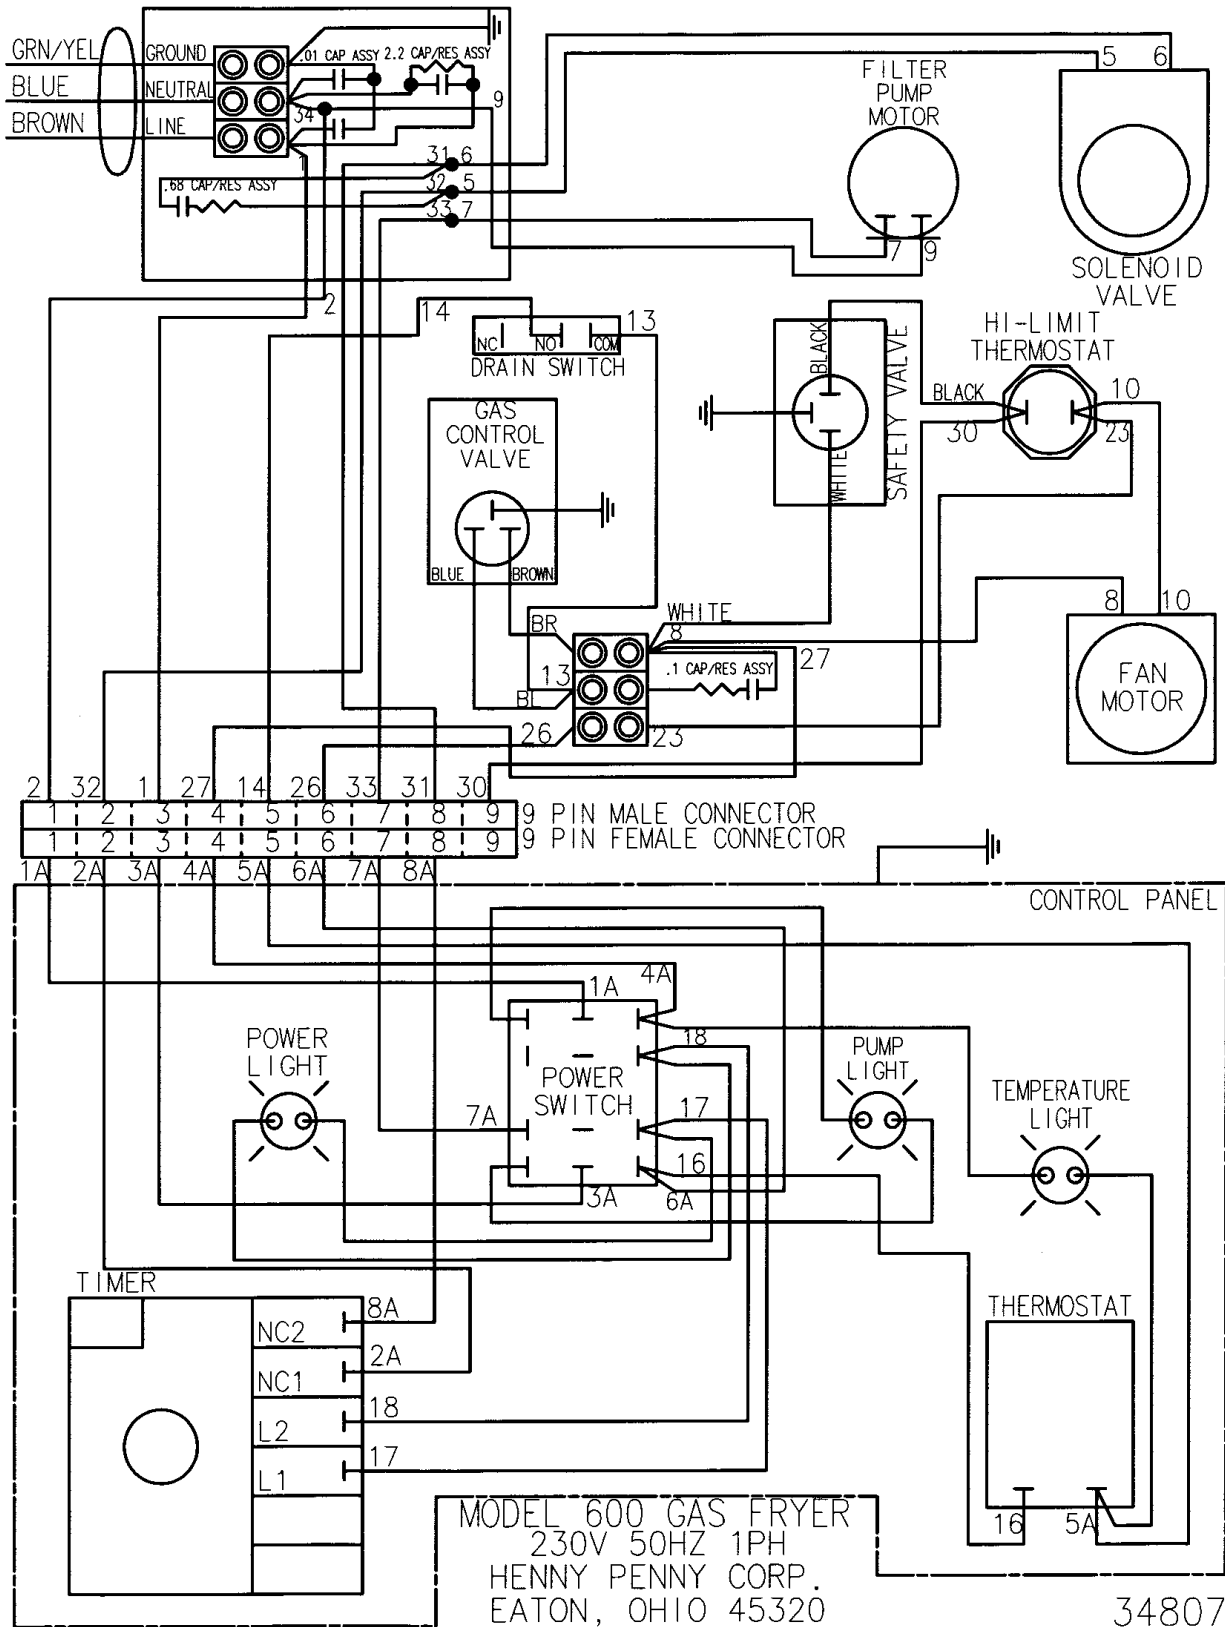 GRN/YEL
GROUND
.01 CAP ASSY
2.2 CAP/RES ASSY
BLUE
NEUTRAL
34
9
BROWN
LINE
1
31 6
.68 CAP/RES ASSY
32 5
33 7
FILTER
PUMP
MOTOR
7 9
5 6
SOLENOID
VALVE
2
14
13
NC
NO
COM
DRAIN SWITCH
GAS
CONTROL
VALVE
BLUE
BROWN
BLACK
SAFETY VALVE
WHITE
HI-LIMIT
THERMOSTAT
BLACK
30
10
23
WHITE
8
BR
.1 CAP/RES ASSY
27
13
BL
26
23
8 10
FAN
MOTOR
2 32 1 27 14 26 33 31 30
1 2 3 4 5 6 7 8 9 9 PIN MALE CONNECTOR
1 2 3 4 5 6 7 8 9 9 PIN FEMALE CONNECTOR
1A 2A 3A 4A 5A 6A 7A 8A
CONTROL PANEL
4A
1A
18
POWER
LIGHT
POWER
SWITCH
7A
17
16
3A
6A
PUMP
LIGHT
TEMPERATURE
LIGHT
TIMER
8A
NC2
2A
NC1
18
L2
17
L1
THERMOSTAT
16 5A
MODEL 600 GAS FRYER
230V 50HZ 1PH
HENNY PENNY CORP.
EATON, OHIO 45320
34807